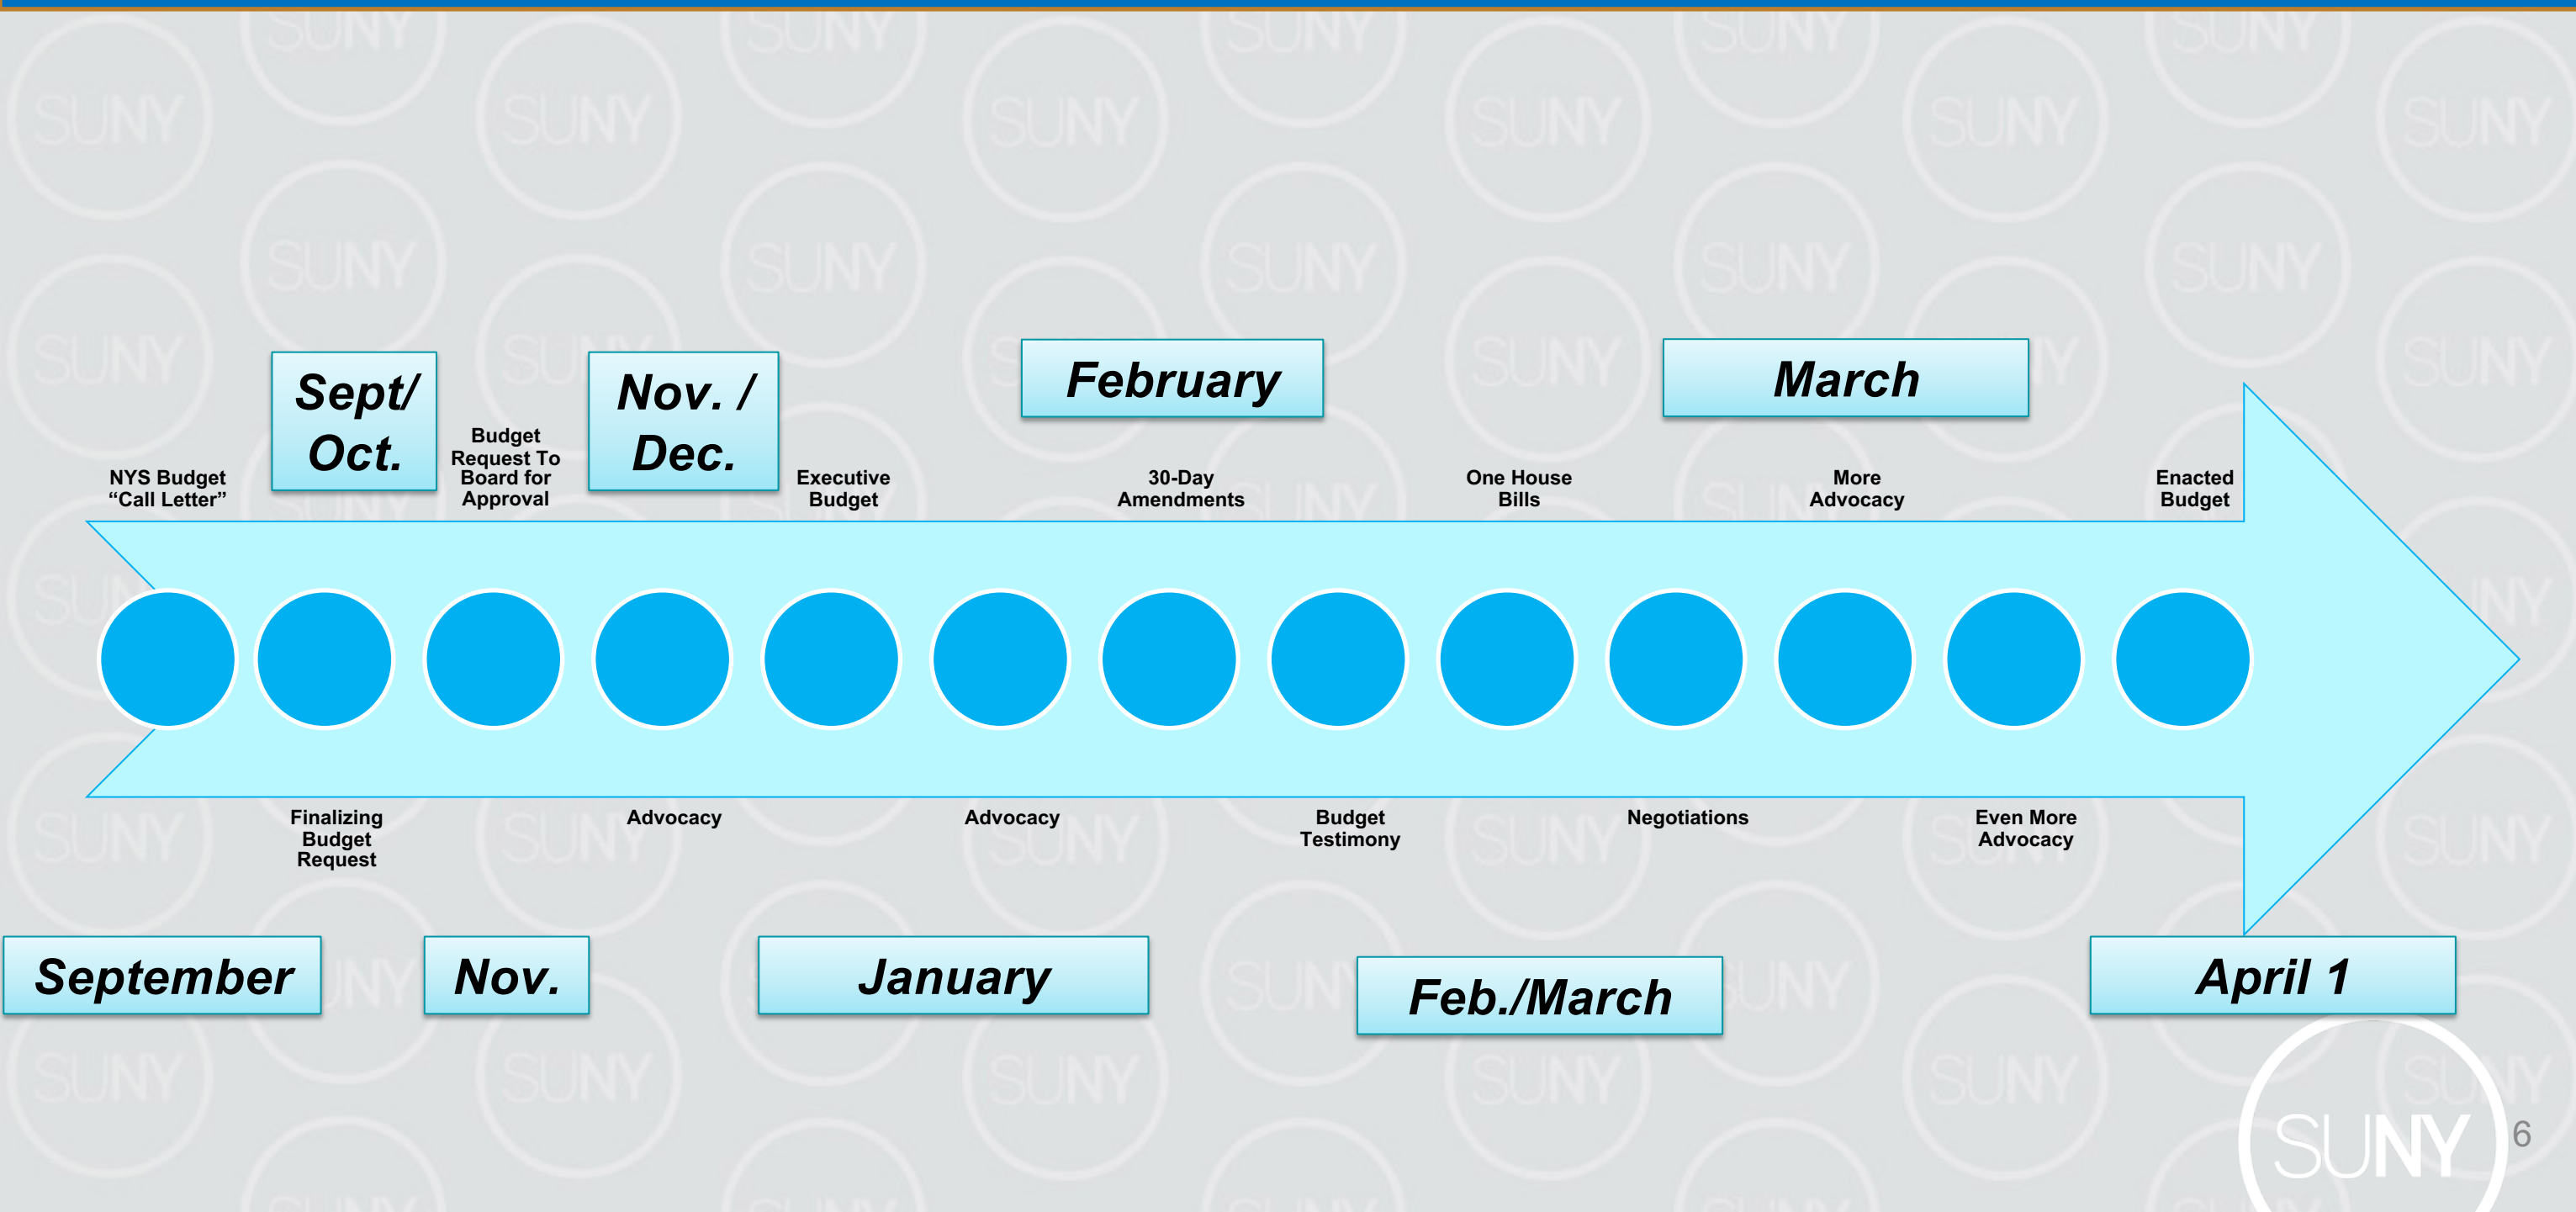 Sept/
Oct.
Nov. /
Dec.
February
March
NYS Budget
“Call Letter”
Budget
Request To
Board for
Approval
Executive
Budget
30-Day
Amendments
One House
Bills
More
Advocacy
Enacted
Budget
Finalizing
Budget
Request
Advocacy
Advocacy
Budget
Testimony
Negotiations
Even More
Advocacy
September
Nov.
January
Feb./March
April 1
SUNY
6